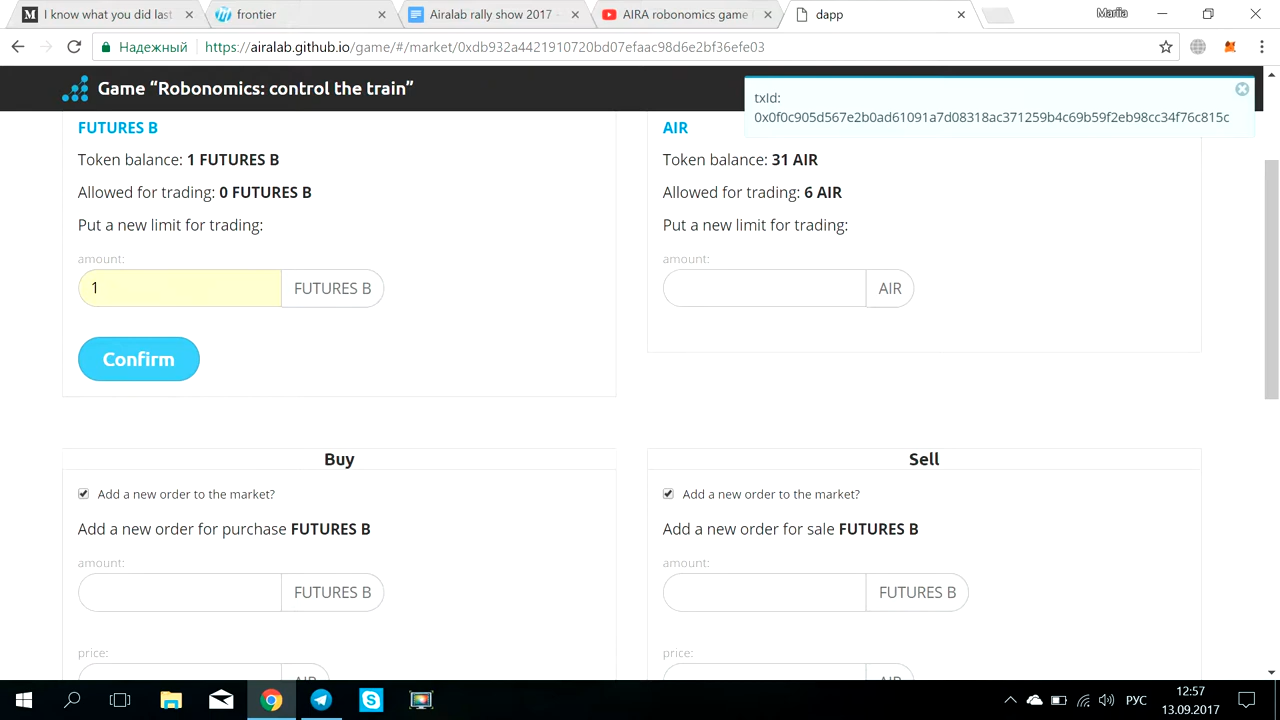 I know what you did last
frontier
Airalab rally show 2017 -
AIRA robonomics game
dapp
Mariia
Надежный
https://airalab.github.io/game/#/market/0xdb932a4421910720bd07efaac98d6e2bf36efe03
Game “Robonomics: control the train”
txId:
0x0f0c905d567e2b0ad61091a7d08318ac371259b4c69b59f2eb98cc34f76c815c
FUTURES B
Token balance: 1 FUTURES B
Allowed for trading: 0 FUTURES B
Put a new limit for trading:
amount:
1
FUTURES B
Confirm
AIR
Token balance: 31 AIR
Allowed for trading: 6 AIR
Put a new limit for trading:
amount:
AIR
Buy
Add a new order to the market?
Add a new order for purchase FUTURES B
amount:
FUTURES B
price:
AIR
Sell
Add a new order to the market?
Add a new order for sale FUTURES B
amount:
FUTURES B
price:
AIR
РУС
12:57
13.09.2017